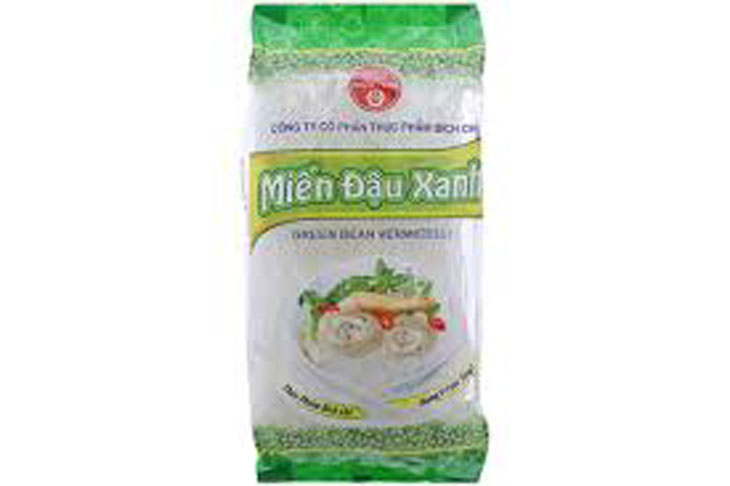 CÔNG TY CỔ PHẦN THỰC PHẨM BÍCH CHI
Miến Đậu Xanh
GREEN BEAN VERMICELLI